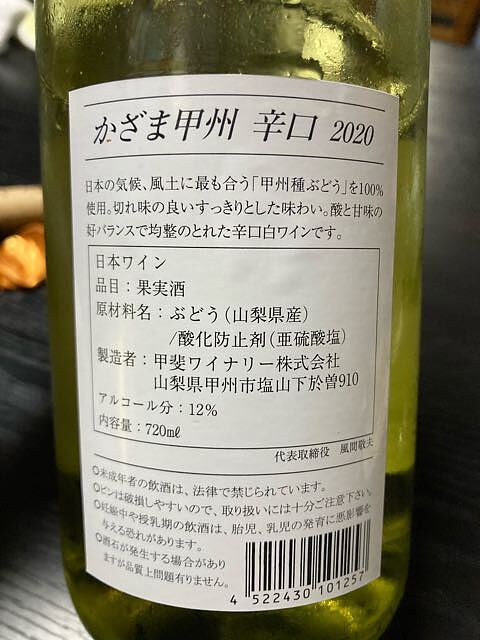 かざま甲州 辛口 2020
日本の気候、風土に最も合う「甲州種ぶどう」を100%
使用。切れ味の良いすっきりとした味わい。酸と甘味の
好バランスで均整のとれた辛口白ワインです。
日本ワイン
品目：果実酒
原材料名：ぶどう(山梨県産)
/酸化防止剤(亜硫酸塩)
製造者：甲斐ワイナリー株式会社
山梨県甲州市塩山下於曽910
アルコール分：12%
内容量：720mℓ
代表取締役 風間敬夫
○未成年者の飲酒は、法律で禁じられています。
○ビンは破損しやすいので、取り扱いには十分ご注意下さい。
○妊娠中や授乳期の飲酒は、胎児、乳児の発育に悪影響を
与える恐れがあります。
○酒石が発生する場合があり
ますが品質上問題有りません。
4 522430 101257